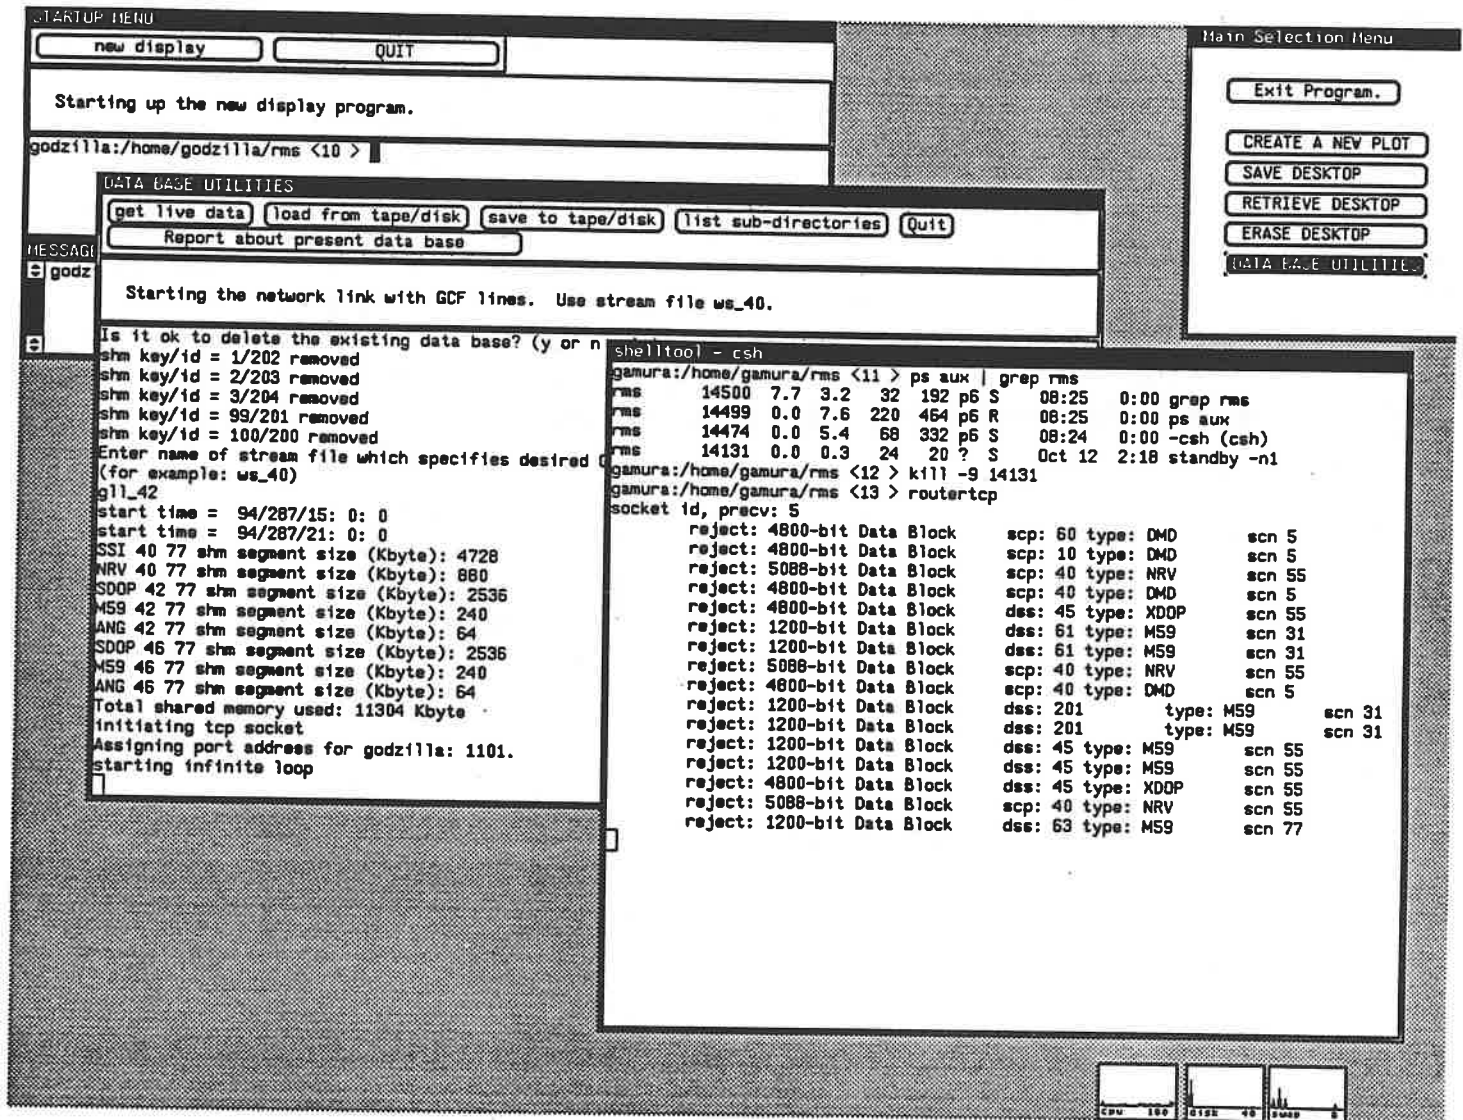 STARTUP MENU
new display QUIT
Starting up the new display program.
godzilla:/home/godzilla/rms <10 >
Main Selection Menu
Exit Program.
CREATE A NEW PLOT
SAVE DESKTOP
RETRIEVE DESKTOP
ERASE DESKTOP
DATA BASE UTILITIES
MESSAGE
godz
DATA BASE UTILITIES
get live data load from tape/disk save to tape/disk list sub-directories Quit
Report about present data base
Starting the network link with GCF lines. Use stream file ws_40.
Is it ok to delete the existing data base? (y or n
shm key/id = 1/202 removed
shm key/id = 2/203 removed
shm key/id = 3/204 removed
shm key/id = 99/201 removed
shm key/id = 100/200 removed
Enter name of stream file which specifies desired
(for example: ws_40)
gll_42
start time = 94/287/15: 0: 0
start time = 94/287/21: 0: 0
SSI 40 77 shm segment size (Kbyte): 4728
NRV 40 77 shm segment size (Kbyte): 880
SDOP 42 77 shm segment size (Kbyte): 2536
M59 42 77 shm segment size (Kbyte): 240
ANG 42 77 shm segment size (Kbyte): 64
SDOP 46 77 shm segment size (Kbyte): 2536
M59 46 77 shm segment size (Kbyte): 240
ANG 46 77 shm segment size (Kbyte): 64
Total shared memory used: 11304 Kbyte
initiating tcp socket
Assigning port address for godzilla: 1101.
starting infinite loop
shelltool - csh
gamura:/home/gamura/rms <11 > ps aux | grep rms
rms 14500 7.7 3.2 32 192 p6 S 08:25 0:00 grep rms
rms 14499 0.0 7.6 220 464 p6 R 08:25 0:00 ps aux
rms 14474 0.0 5.4 68 332 p6 S 08:24 0:00 -csh (csh)
rms 14131 0.0 0.3 24 20 ? S Oct 12 2:18 standby -n1
gamura:/home/gamura/rms <12 > kill -9 14131
gamura:/home/gamura/rms <13 > routertcp
socket id, precv: 5
reject: 4800-bit Data Block scp: 60 type: DMD scn 5
reject: 4800-bit Data Block scp: 10 type: DMD scn 5
reject: 5088-bit Data Block scp: 40 type: NRV scn 55
reject: 4800-bit Data Block scp: 40 type: DMD scn 5
reject: 4800-bit Data Block dss: 45 type: XDOP scn 55
reject: 1200-bit Data Block dss: 61 type: M59 scn 31
reject: 1200-bit Data Block dss: 61 type: M59 scn 31
reject: 5088-bit Data Block scp: 40 type: NRV scn 55
reject: 4800-bit Data Block scp: 40 type: DMD scn 5
reject: 1200-bit Data Block dss: 201 type: M59 scn 31
reject: 1200-bit Data Block dss: 201 type: M59 scn 31
reject: 1200-bit Data Block dss: 45 type: M59 scn 55
reject: 1200-bit Data Block dss: 45 type: M59 scn 55
reject: 4800-bit Data Block dss: 45 type: XDOP scn 55
reject: 5088-bit Data Block scp: 40 type: NRV scn 55
reject: 1200-bit Data Block dss: 63 type: M59 scn 77
cpu 100 disk 40 swap 8